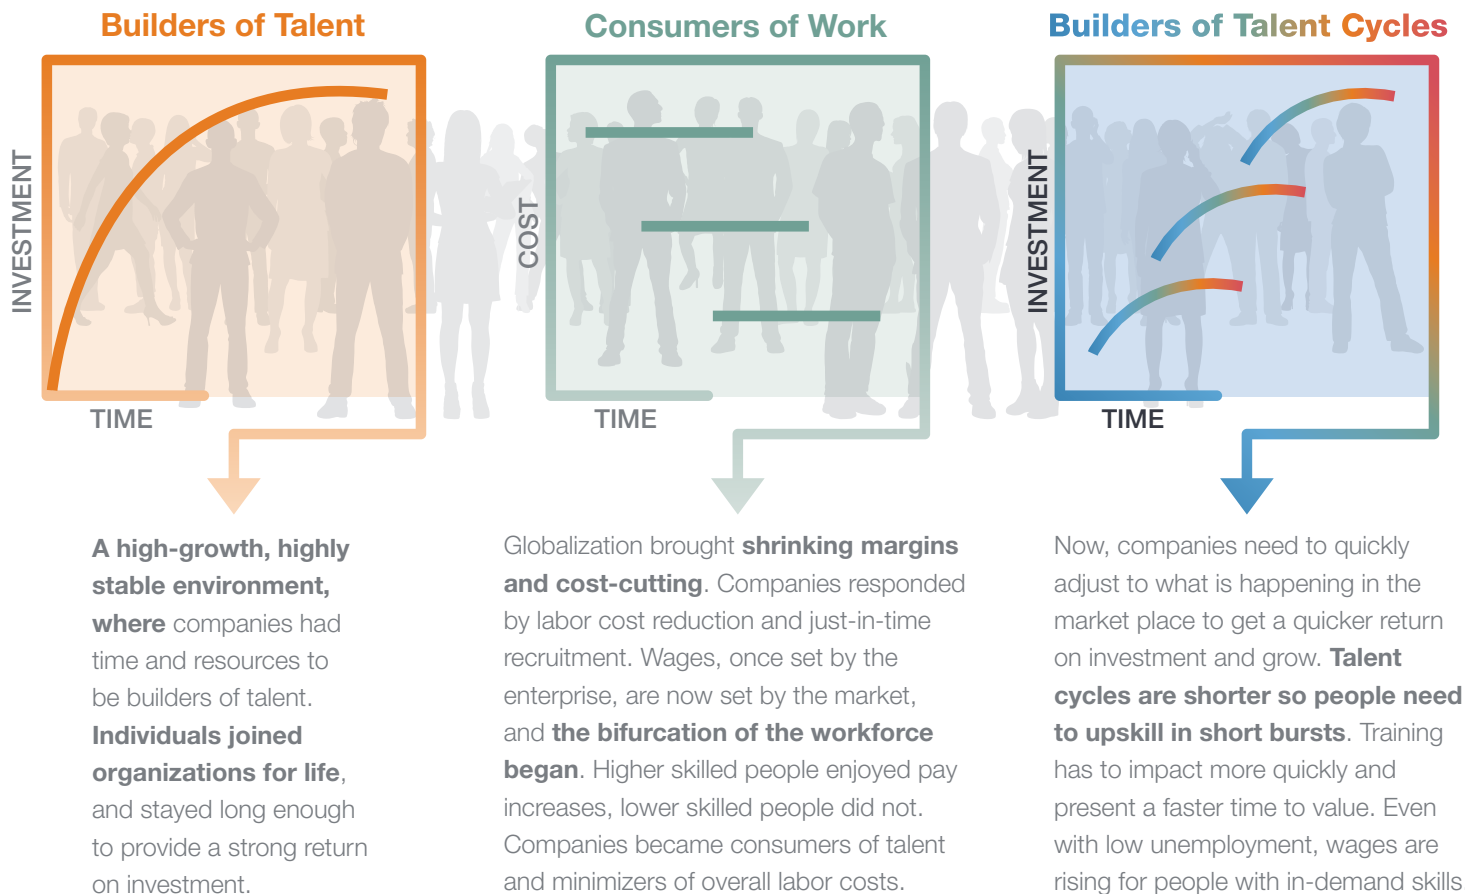 Builders of Talent
INVESTMENT
TIME
A high-growth, highly
stable environment,
where companies had
time and resources to
be builders of talent.
Individuals joined
organizations for life,
and stayed long enough
to provide a strong return
on investment.
Consumers of Work
COST
TIME
Globalization brought shrinking margins
and cost-cutting. Companies responded
by labor cost reduction and just-in-time
recruitment. Wages, once set by the
enterprise, are now set by the market,
and the bifurcation of the workforce
began. Higher skilled people enjoyed pay
increases, lower skilled people did not.
Companies became consumers of talent
and minimizers of overall labor costs.
Builders of Talent Cycles
INVESTMENT
TIME
Now, companies need to quickly
adjust to what is happening in the
market place to get a quicker return
on investment and grow. Talent
cycles are shorter so people need
to upskill in short bursts. Training
has to impact more quickly and
present a faster time to value. Even
with low unemployment, wages are
rising for people with in-demand skills